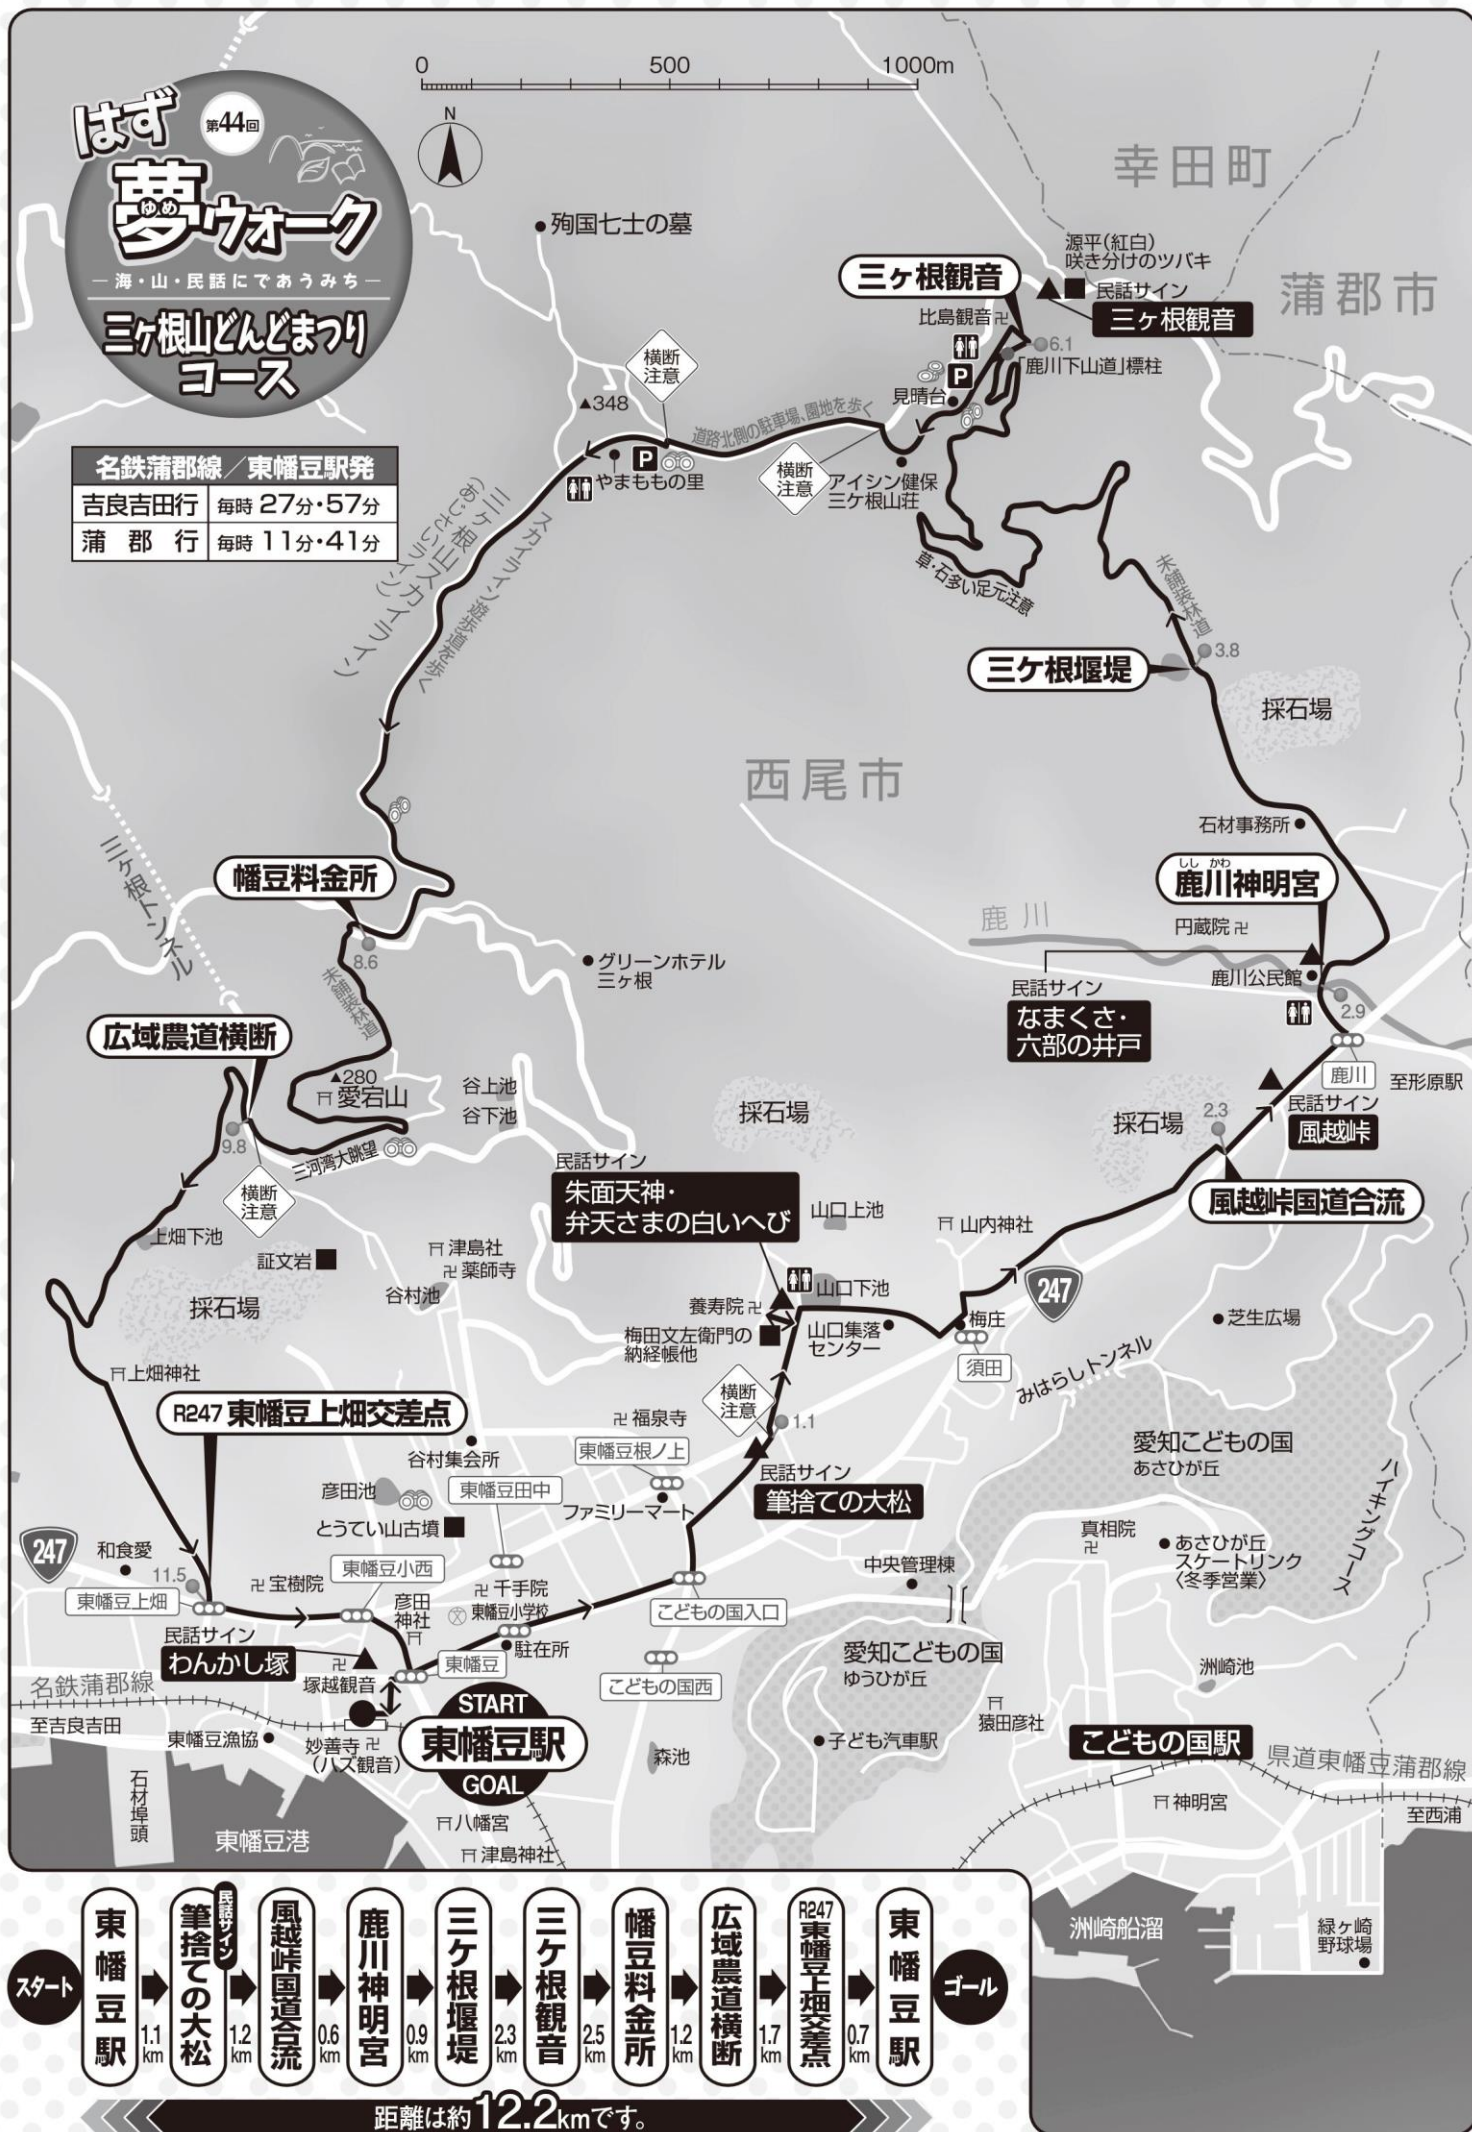 0 500 1000m
N
はず
第44回
夢ウォーク
ゆめ
―海・山・民話にであうみち―
三ヶ根山どんどまつり
コース
名鉄蒲郡線／東幡豆駅発
吉良吉田行 毎時 27分・57分
蒲郡行 毎時 11分・41分
幸田町
蒲郡市
西尾市
殉国七士の墓
源平(紅白)
咲き分けのツバキ
民話サイン
三ヶ根観音
三ヶ根観音
比島観音
6.1
「鹿川下山道」標柱
P
見晴台
横断
注意
▲348
道路北側の駐車場、園地を歩く
P
やまももの里
横断
注意
アイシン健保
三ケ根山荘
草・石多い足元注意
スカイライン遊歩道を歩く
三ヶ根山スカイライン
(あじさいライン)
未舗装林道
3.8
三ケ根堰堤
採石場
石材事務所
しし かわ
鹿川神明宮
鹿川
円蔵院
鹿川公民館
民話サイン
なまくさ・
六部の井戸
2.9
鹿川
至形原駅
民話サイン
風越峠
2.3
採石場
風越峠国道合流
幡豆料金所
8.6
三ヶ根トンネル
未舗装林道
グリーンホテル
三ヶ根
広域農道横断
▲280
愛宕山
谷上池
谷下池
9.8
三河湾大眺望
横断
注意
採石場
民話サイン
朱面天神・
弁天さまの白いへび
山口上池
山内神社
上畑下池
証文岩
津島社
薬師寺
谷村池
採石場
養寿院
山口下池
梅田文左衛門の
納経帳他
山口集落
センター
梅庄
須田
247
芝生広場
みはらしトンネル
上畑神社
R247東幡豆上畑交差点
横断
注意
1.1
福泉寺
谷村集会所
東幡豆根ノ上
民話サイン
筆捨ての大松
愛知こどもの国
あさひが丘
ハイキングコース
彦田池
東幡豆田中
ファミリーマート
とうてい山古墳
真相院
あさひが丘
スケートリンク
〈冬季営業〉
247
和食愛
11.5
東幡豆上畑
宝樹院
東幡豆小西
彦田
神社
千手院
東幡豆小学校
文
中央管理棟
こどもの国入口
駐在所
民話サイン
わんかし塚
塚越観音
東幡豆
こどもの国西
愛知こどもの国
ゆうひが丘
洲崎池
名鉄蒲郡線
至吉良吉田
START
東幡豆駅
GOAL
東幡豆漁協
妙善寺
(ハズ観音)
猿田彦社
子ども汽車駅
森池
こどもの国駅
県道東幡豆蒲郡線
石材埠頭
東幡豆港
八幡宮
津島神社
神明宮
至西浦
洲崎船溜
緑ヶ崎
野球場
スタート
東幡豆駅
1.1km
筆捨ての大松
民話サイン
1.2km
風越峠国道合流
0.6km
鹿川神明宮
0.9km
三ケ根堰堤
2.3km
三ケ根観音
2.5km
幡豆料金所
1.2km
広域農道横断
1.7km
R247
東幡豆上畑交差点
0.7km
東幡豆駅
ゴール
距離は約12.2kmです。